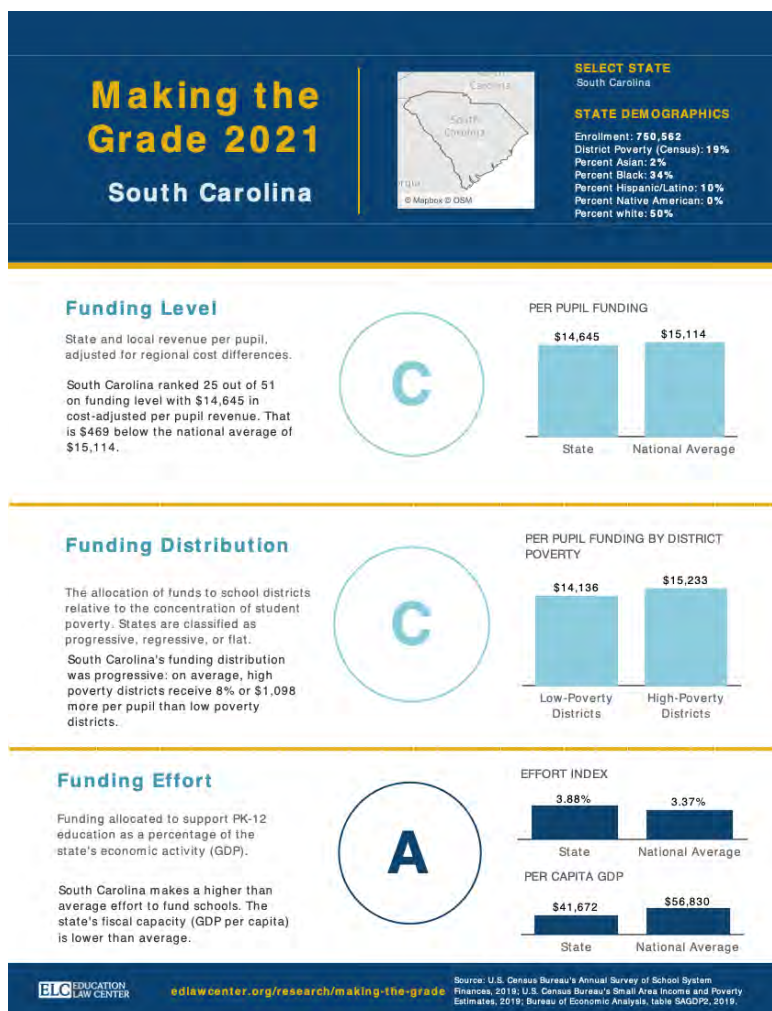 Making the
Grade 2021
South Carolina
Carolina
South
Carolina
rgia
© Mapbox © OSM
SELECT STATE
South Carolina
STATE DEMOGRAPHICS
Enrollment: 750,562
District Poverty (Census): 19%
Percent Asian: 2%
Percent Black: 34%
Percent Hispanic/Latino: 10%
Percent Native American: 0%
Percent white: 50%
Funding Level
State and local revenue per pupil,
adjusted for regional cost differences.
South Carolina ranked 25 out of 51
on funding level with $14,645 in
cost-adjusted per pupil revenue. That
is $469 below the national average of
$15,114.
C
PER PUPIL FUNDING
$14,645
$15,114
State
National Average
Funding Distribution
The allocation of funds to school districts
relative to the concentration of student
poverty. States are classified as
progressive, regressive, or flat.
South Carolina's funding distribution
was progressive: on average, high
poverty districts receive 8% or $1,098
more per pupil than low poverty
districts.
C
PER PUPIL FUNDING BY DISTRICT
POVERTY
$14,136
$15,233
Low-Poverty
Districts
High-Poverty
Districts
Funding Effort
Funding allocated to support PK-12
education as a percentage of the
state's economic activity (GDP).
South Carolina makes a higher than
average effort to fund schools. The
state's fiscal capacity (GDP per capita)
is lower than average.
A
EFFORT INDEX
3.88%
3.37%
State
National Average
PER CAPITA GDP
$41,672
$56,830
State
National Average
ELC EDUCATION
LAW CENTER
edlawcenter.org/research/making-the-grade
Source: U.S. Census Bureau's Annual Survey of School System
Finances, 2019; U.S. Census Bureau's Small Area Income and Poverty
Estimates, 2019; Bureau of Economic Analysis, table SAGDP2, 2019.